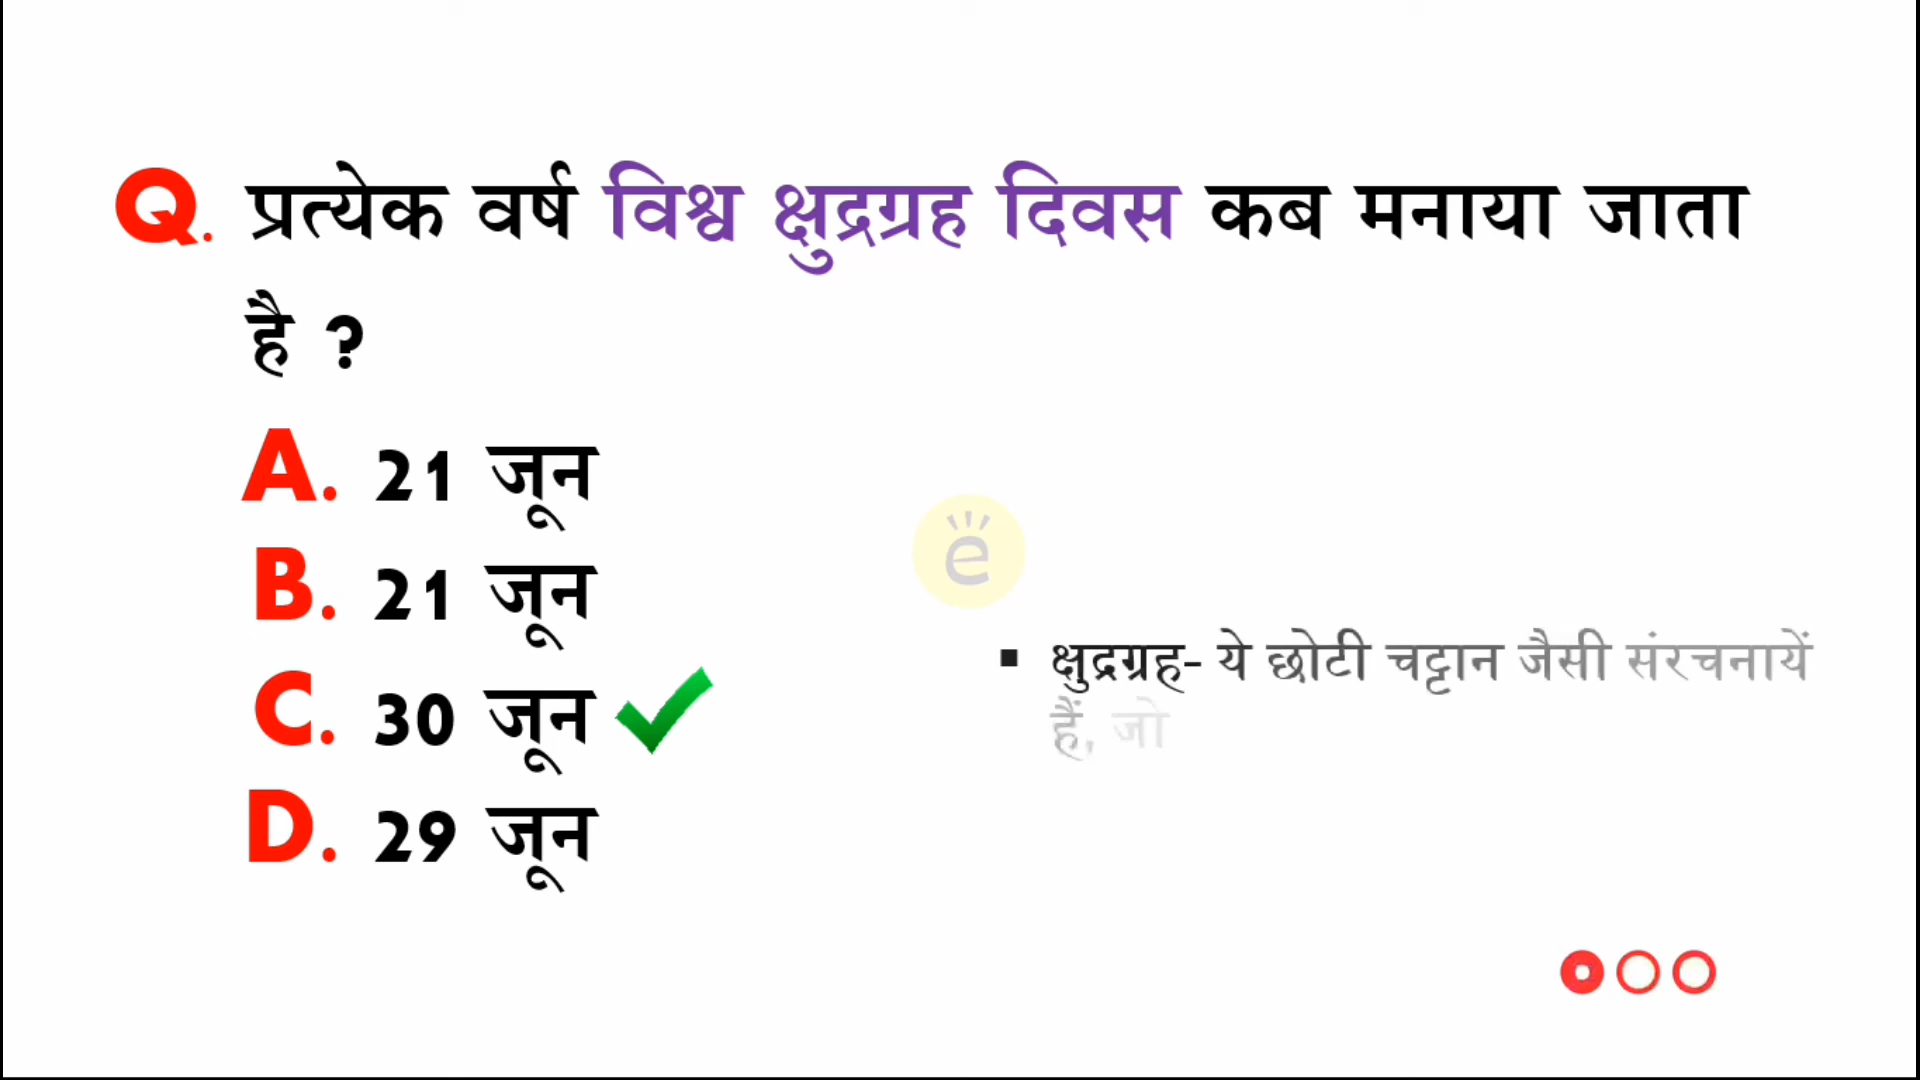 Q. प्रत्येक वर्ष विश्व क्षुद्रग्रह दिवस कब मनाया जाता
है ?
A. 21 जून
B. 21 जून
C. 30 जून
D. 29 जून
e
▪ क्षुद्रग्रह- ये छोटी चट्टान जैसी संरचनायें
हैं, जो